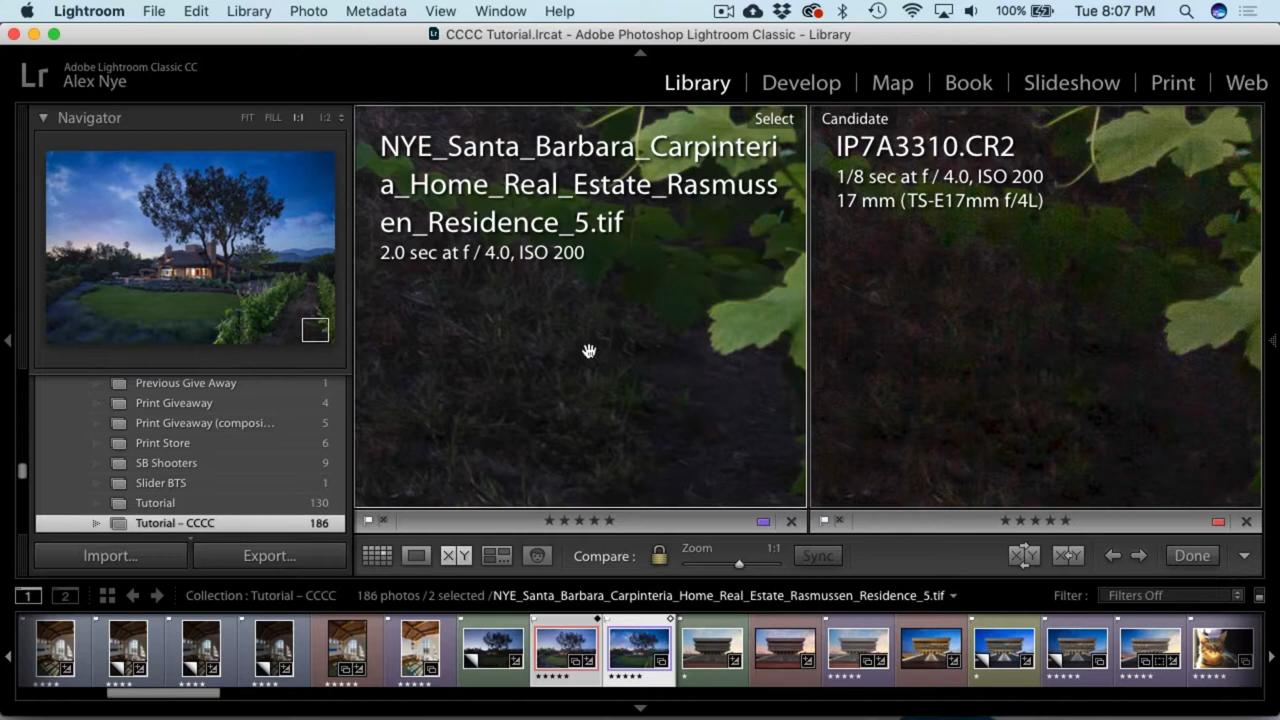 Lightroom File Edit Library Photo Metadata View Window Help 100% Tue 8:07 PM
Lr CCCC Tutorial.lrcat - Adobe Photoshop Lightroom Classic - Library
Lr Adobe Lightroom Classic CC
Alex Nye
Library | Develop | Map | Book | Slideshow | Print | Web
Navigator FIT FILL 1:1 1:2
Select
NYE_Santa_Barbara_Carpinteri
a_Home_Real_Estate_Rasmuss
en_Residence_5.tif
2.0 sec at f / 4.0, ISO 200
Candidate
IP7A3310.CR2
1/8 sec at f / 4.0, ISO 200
17 mm (TS-E17mm f/4L)
Previous Give Away 1
Print Giveaway 4
Print Giveaway (composi... 5
Print Store 6
SB Shooters 9
Slider BTS 1
Tutorial 130
Tutorial – CCCC 186
Import... Export...
X Y Compare : Zoom 1:1 Sync X Y X Y Done
1 2 Collection : Tutorial – CCCC 186 photos / 2 selected / NYE_Santa_Barbara_Carpinteria_Home_Real_Estate_Rasmussen_Residence_5.tif Filter : Filters Off